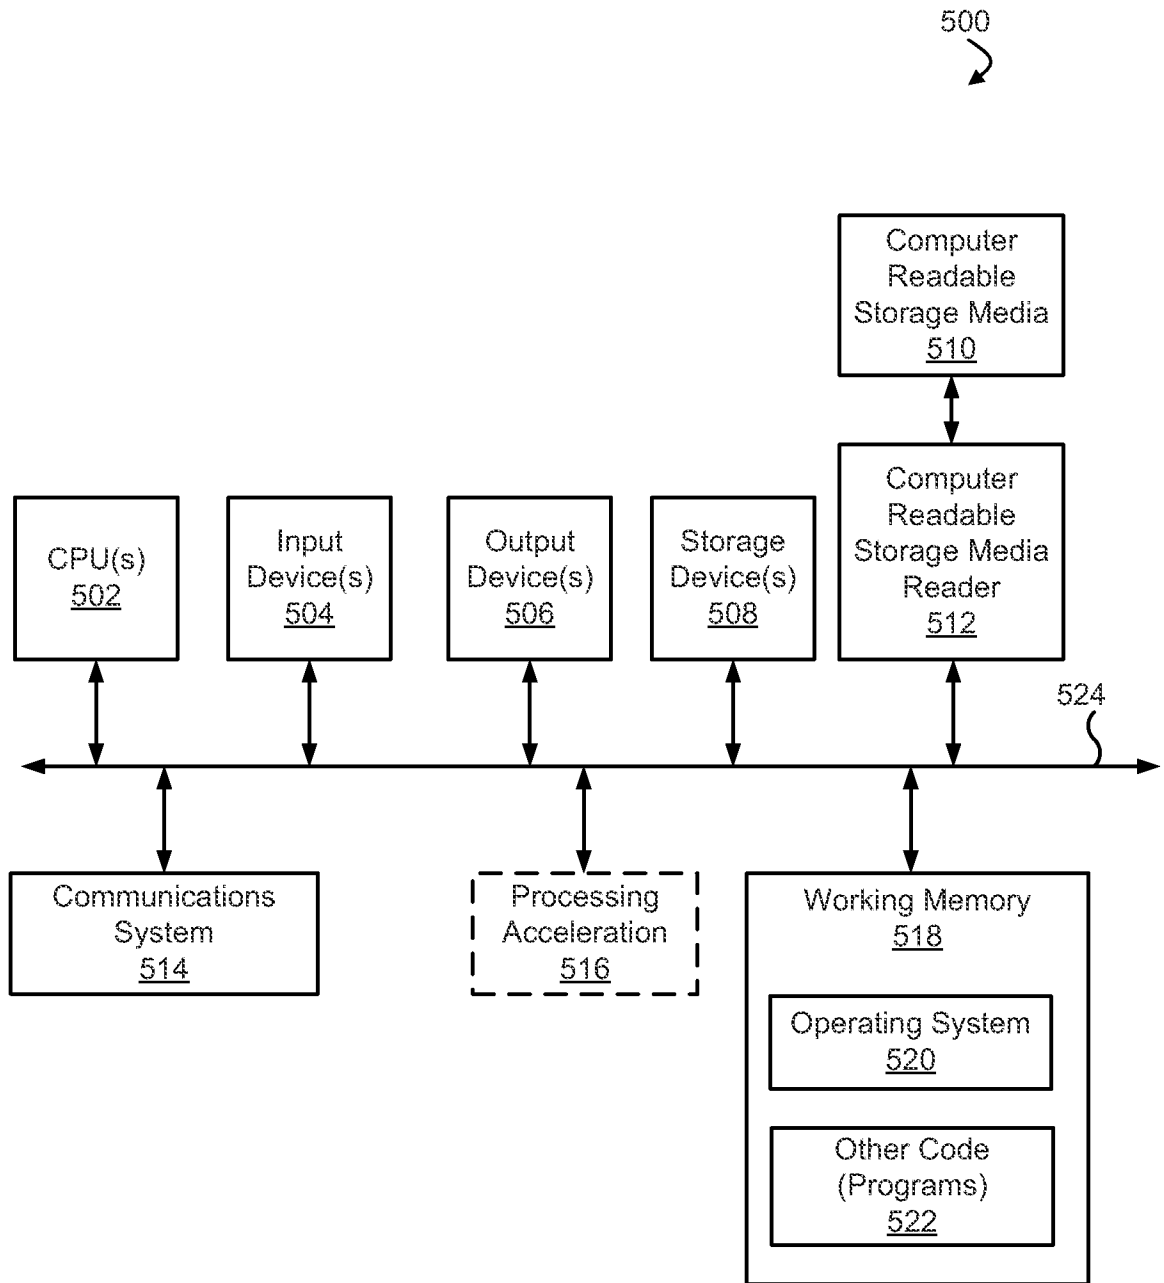 500
Computer
Readable
Storage Media
510
CPU(s)
502
Input
Device(s)
504
Output
Device(s)
506
Storage
Device(s)
508
Computer
Readable
Storage Media
Reader
512
524
Communications
System
514
Processing
Acceleration
516
Working Memory
518
Operating System
520
Other Code
(Programs)
522